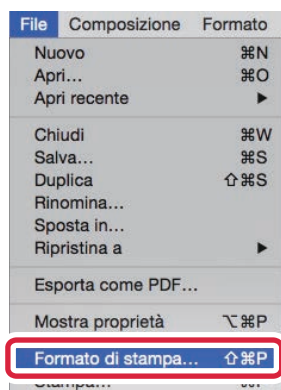 File Composizione Formato
Nuovo ⌘N
Apri... ⌘O
Apri recente ▶
Chiudi ⌘W
Salva... ⌘S
Duplica ⇧⌘S
Rinomina...
Sposta in...
Ripristina a ▶
Esporta come PDF...
Mostra proprietà ⌥⌘P
Formato di stampa... ⇧⌘P